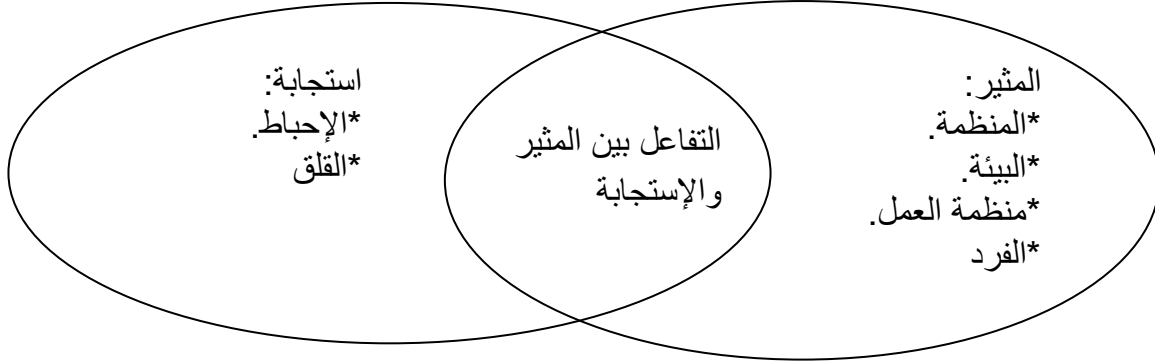 المثير:
*المنظمة.
*البيئة.
*منظمة العمل.
*الفرد
التفاعل بين المثير
والإستجابة
استجابة:
*الإحباط.
*القلق